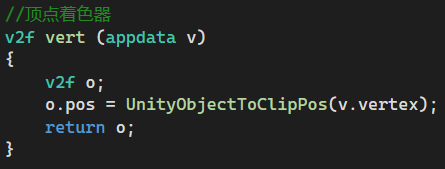 //顶点着色器
v2f vert (appdata v)
{
    v2f o;
    o.pos = UnityObjectToClipPos(v.vertex);
    return o;
}